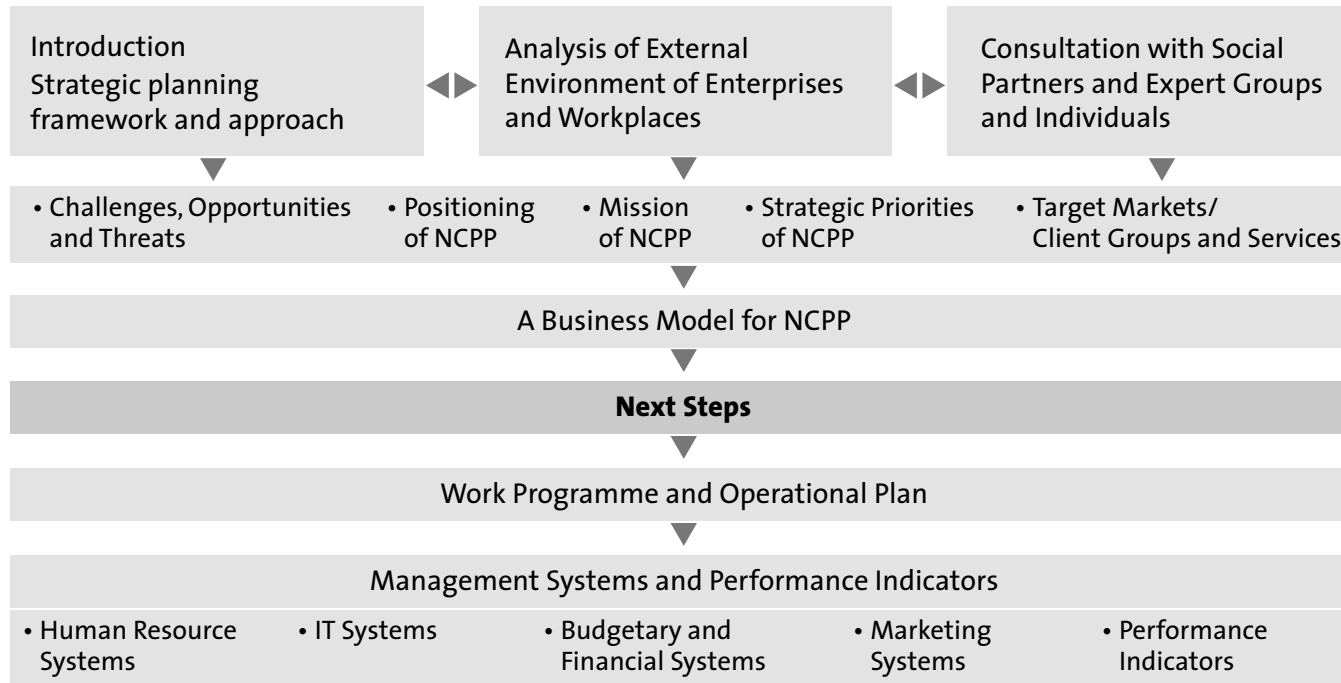 Introduction
Strategic planning
framework and approach
Analysis of External
Environment of Enterprises
and Workplaces
Consultation with Social
Partners and Expert Groups
and Individuals
• Challenges, Opportunities
and Threats
• Positioning
of NCPP
• Mission
of NCPP
• Strategic Priorities
of NCPP
• Target Markets/
Client Groups and Services
A Business Model for NCPP
Next Steps
Work Programme and Operational Plan
Management Systems and Performance Indicators
• Human Resource
Systems
• IT Systems
• Budgetary and
Financial Systems
• Marketing
Systems
• Performance
Indicators